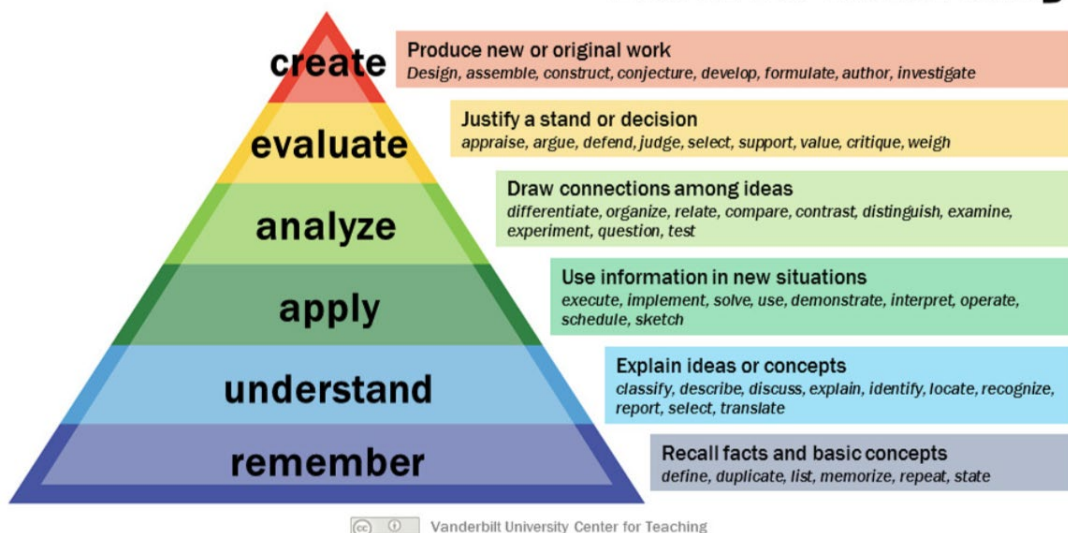 create
Produce new or original work
Design, assemble, construct, conjecture, develop, formulate, author, investigate
evaluate
Justify a stand or decision
appraise, argue, defend, judge, select, support, value, critique, weigh
analyze
Draw connections among ideas
differentiate, organize, relate, compare, contrast, distinguish, examine,
experiment, question, test
apply
Use information in new situations
execute, implement, solve, use, demonstrate, interpret, operate,
schedule, sketch
understand
Explain ideas or concepts
classify, describe, discuss, explain, identify, locate, recognize,
report, select, translate
remember
Recall facts and basic concepts
define, duplicate, list, memorize, repeat, state
cc
Vanderbilt University Center for Teaching